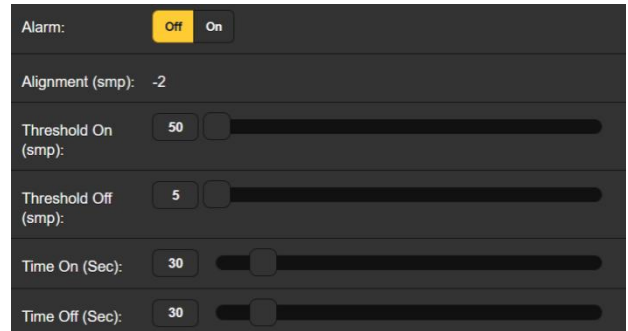 Alarm: Off On
Alignment (smp): -2
Threshold On (smp): 50
Threshold Off (smp): 5
Time On (Sec): 30
Time Off (Sec): 30